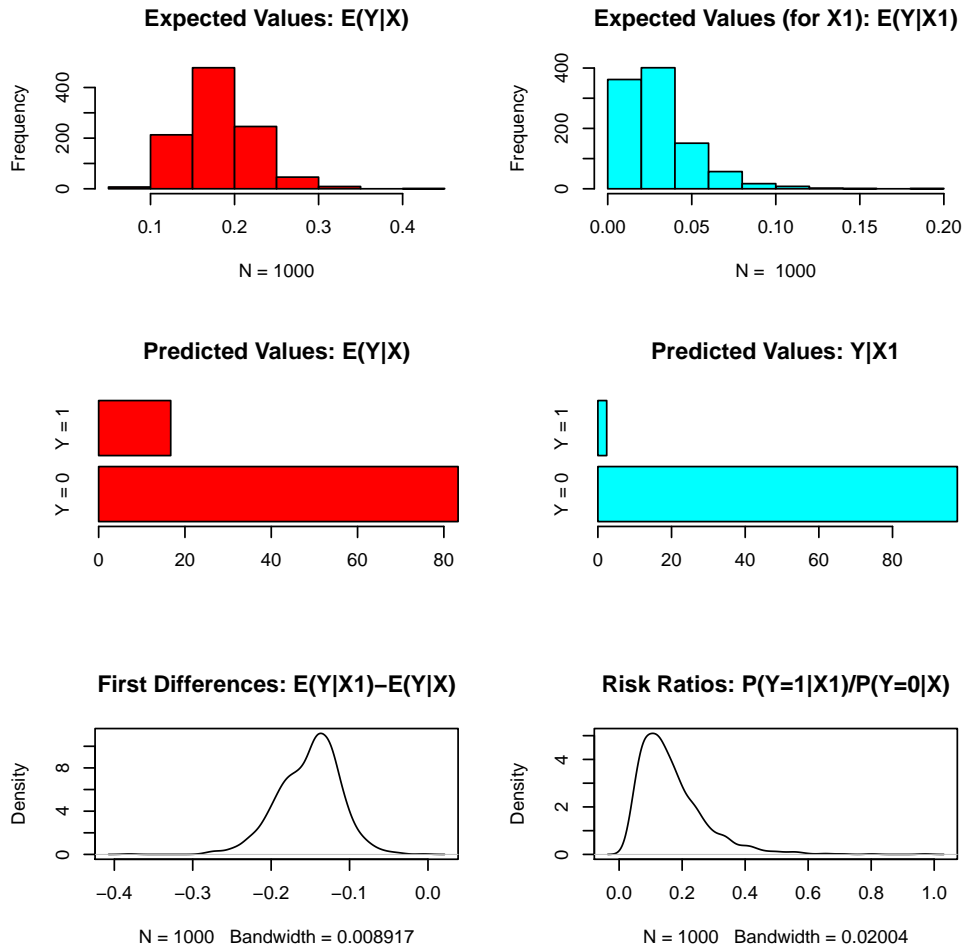 Expected Values: E(Y|X)
Frequency
0 200 400
0.1 0.2 0.3 0.4
N = 1000
Expected Values (for X1): E(Y|X1)
Frequency
0 200 400
0.00 0.05 0.10 0.15 0.20
N = 1000
Predicted Values: E(Y|X)
Y = 1
Y = 0
0 20 40 60 80
Predicted Values: Y|X1
Y = 1
Y = 0
0 20 40 60 80
First Differences: E(Y|X1)−E(Y|X)
Density
0 4 8
−0.4 −0.3 −0.2 −0.1 0.0
N = 1000 Bandwidth = 0.008917
Risk Ratios: P(Y=1|X1)/P(Y=0|X)
Density
0 2 4
0.0 0.2 0.4 0.6 0.8 1.0
N = 1000 Bandwidth = 0.02004